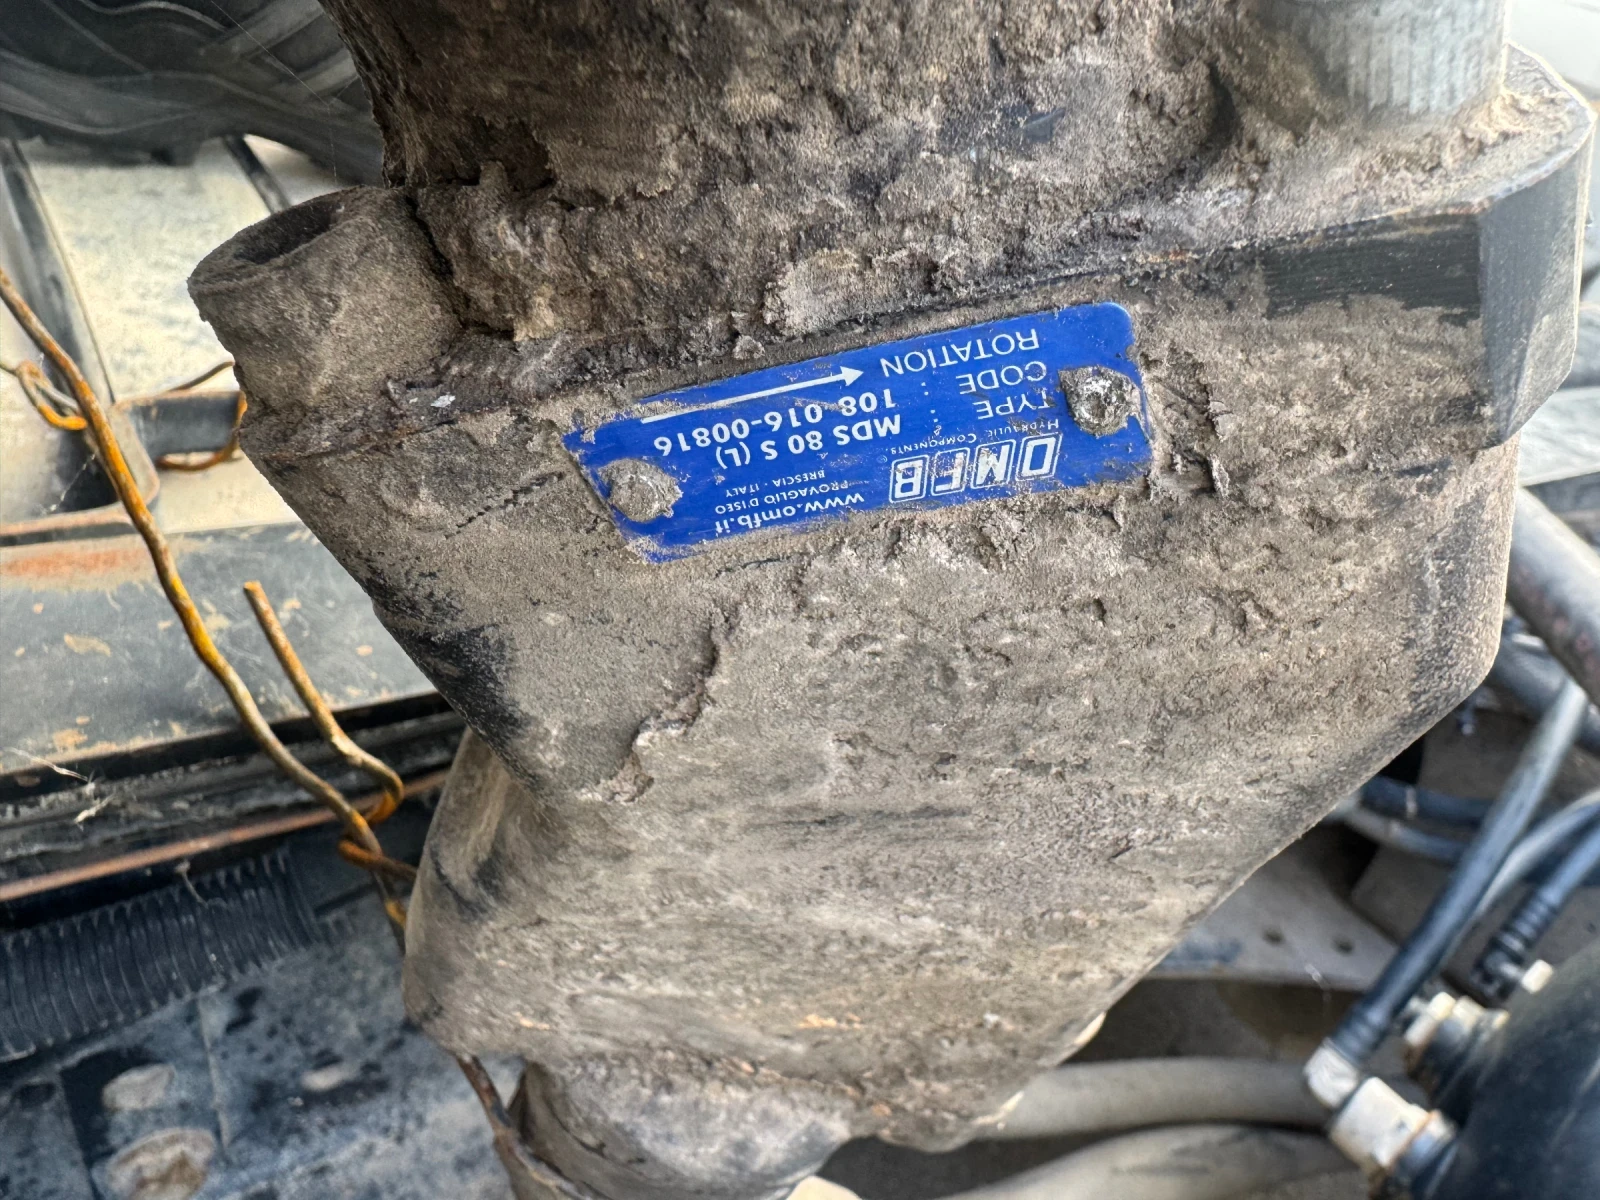 OMFB
HYDRAULIC COMPONENTS
www.omfb.it
PROVAGLIO D'ISEO
BRESCIA - ITALY
TYPE : MDS 80 S (L)
CODE : 108-016-00816
ROTATION